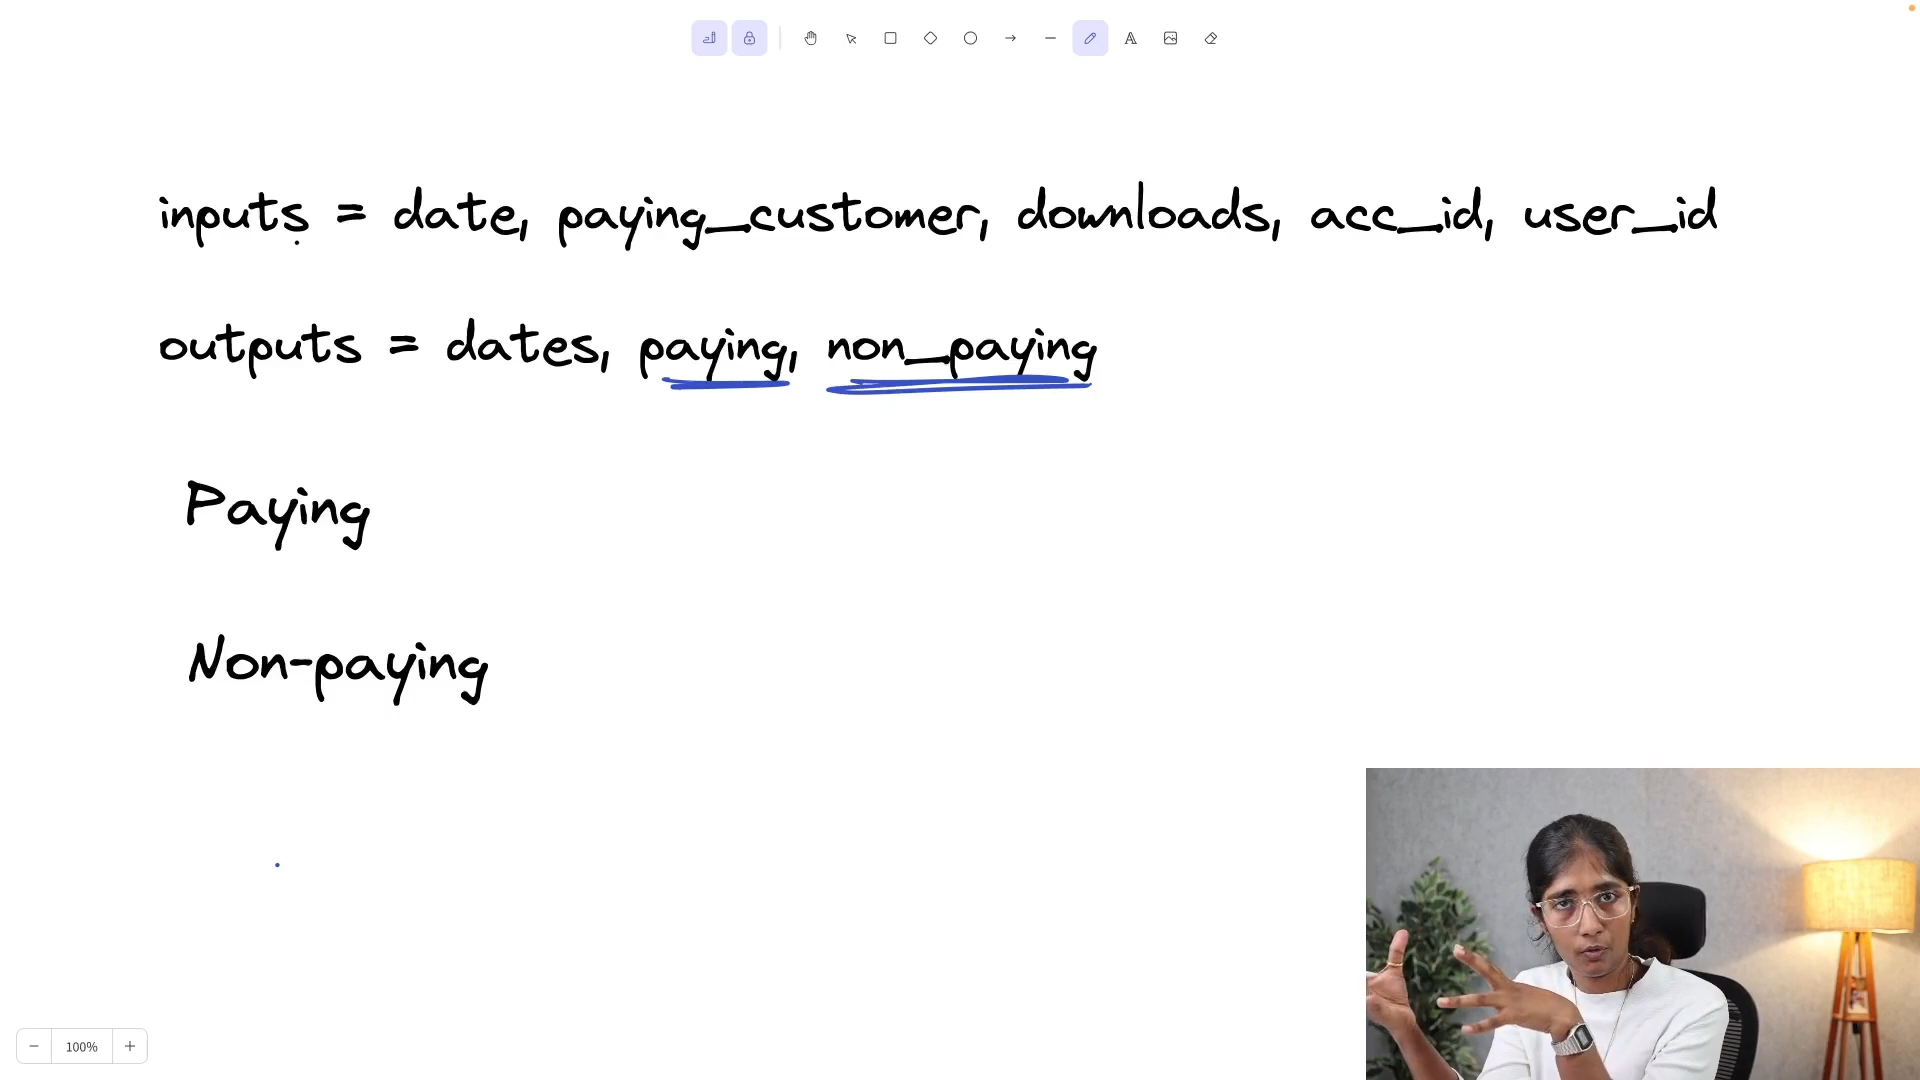 inputs = date, paying_customer, downloads, acc_id, user_id
outputs = dates, paying, non_paying
Paying
Non-paying
100%